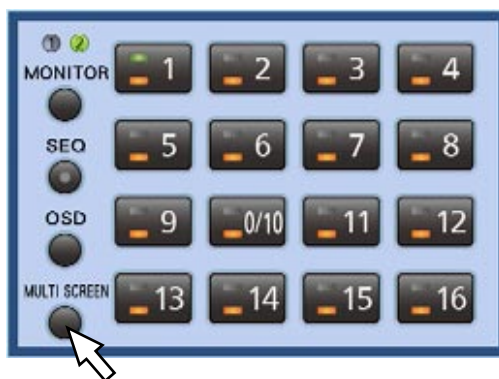 1 2
MONITOR 1 2 3 4
SEQ 5 6 7 8
OSD 9 0/10 11 12
MULTI SCREEN 13 14 15 16